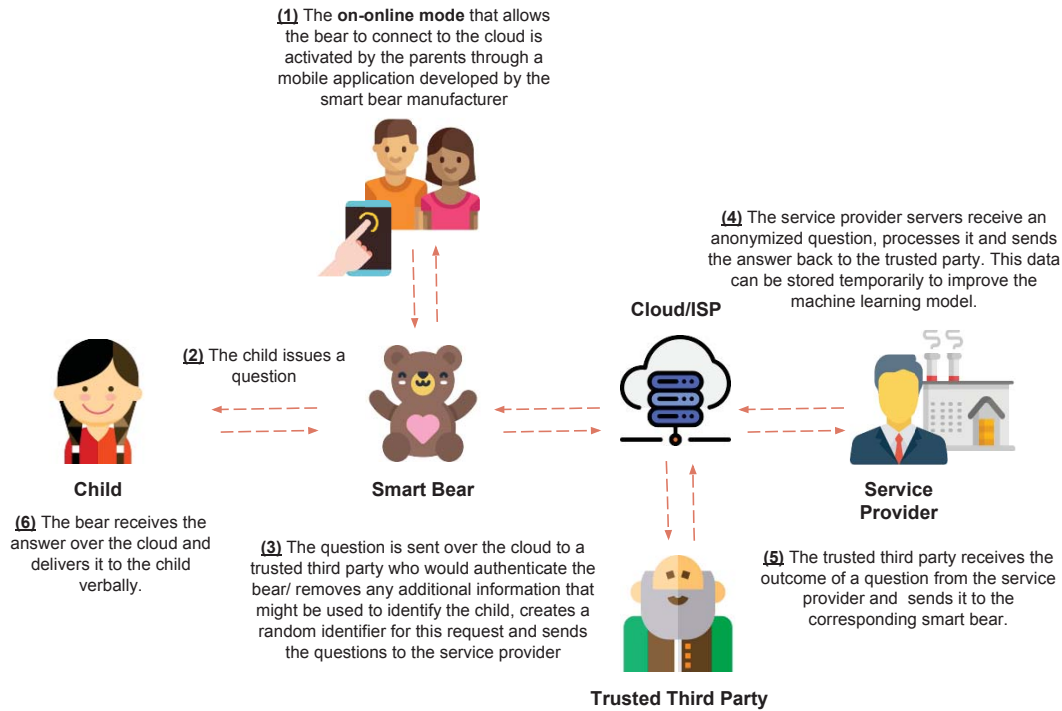 (1) The on-online mode that allows
the bear to connect to the cloud is
activated by the parents through a
mobile application developed by the
smart bear manufacturer
(4) The service provider servers receive an
anonymized question, processes it and sends
the answer back to the trusted party. This data
can be stored temporarily to improve the
machine learning model.
Cloud/ISP
(2) The child issues a
question
Child
Smart Bear
Service
Provider
(6) The bear receives the
answer over the cloud and
delivers it to the child
verbally.
(3) The question is sent over the cloud to a
trusted third party who would authenticate the
bear/ removes any additional information that
might be used to identify the child, creates a
random identifier for this request and sends
the questions to the service provider
(5) The trusted third party receives the
outcome of a question from the service
provider and  sends it to the
corresponding smart bear.
Trusted Third Party